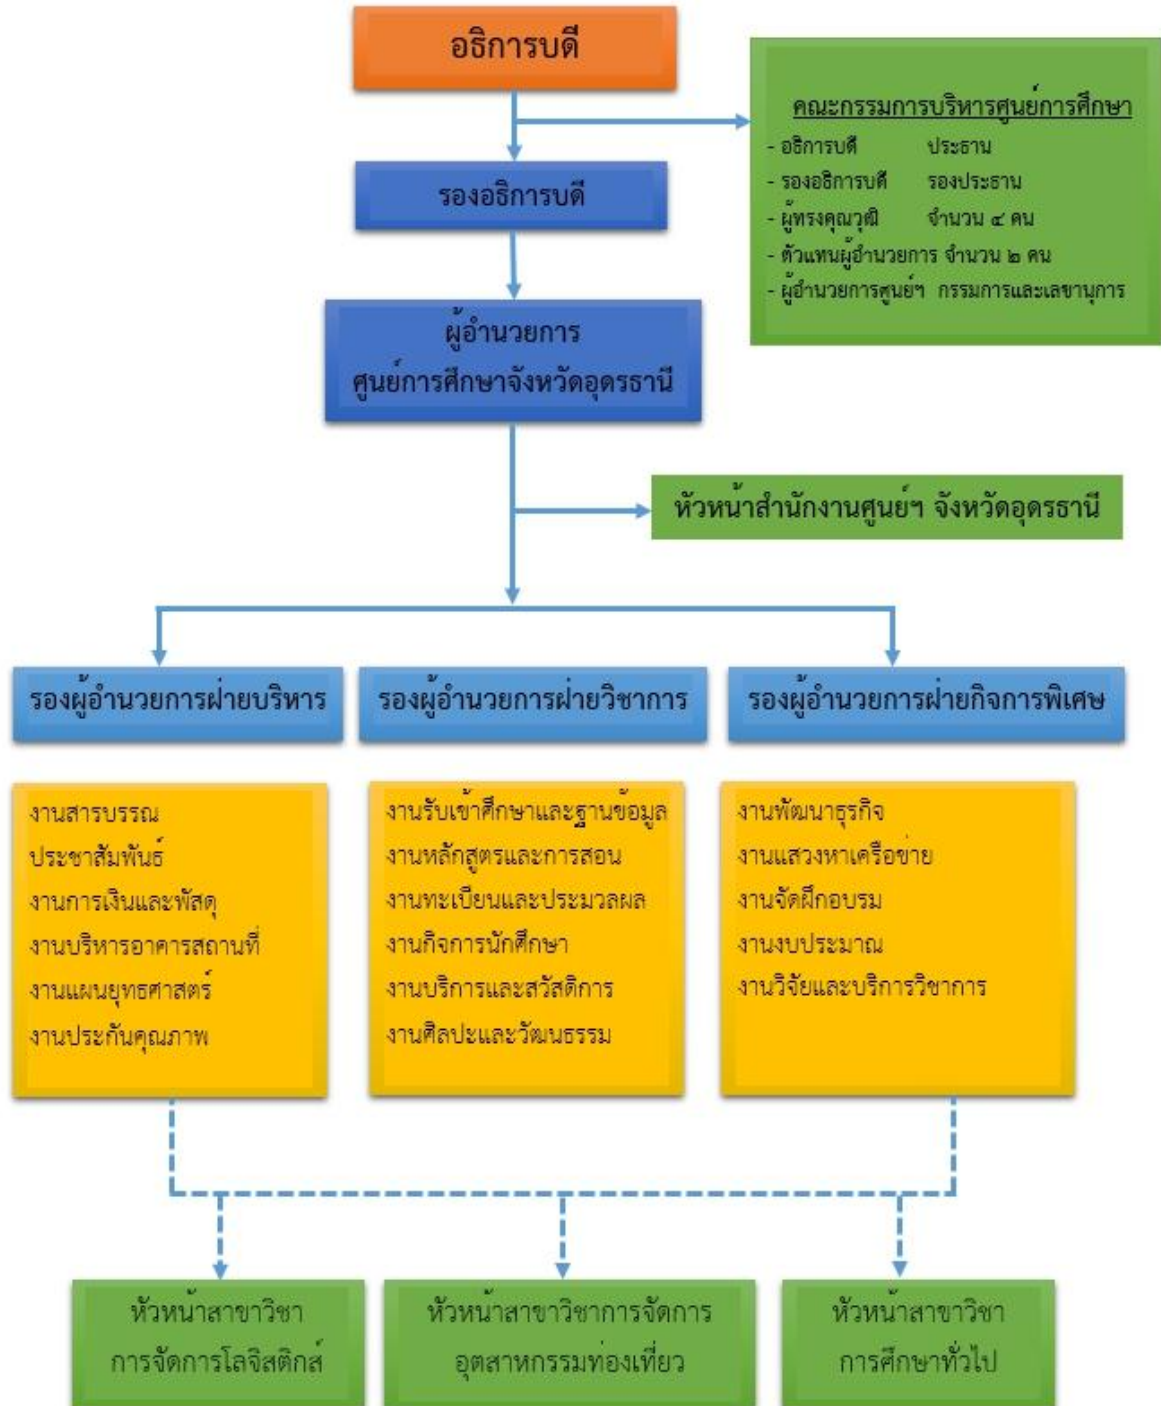 อธิการบดี
คณะกรรมการบริหารศูนย์การศึกษา
- อธิการบดี ประธาน
- รองอธิการบดี รองประธาน
- ผู้ทรงคุณวุฒิ จำนวน ๔ คน
- ตัวแทนผู้อำนวยการ จำนวน ๒ คน
- ผู้อำนวยการศูนย์ฯ กรรมการและเลขานุการ
รองอธิการบดี
ผู้อำนวยการ
ศูนย์การศึกษาจังหวัดอุดรธานี
หัวหน้าสำนักงานศูนย์ฯ จังหวัดอุดรธานี
รองผู้อำนวยการฝ่ายบริหาร
รองผู้อำนวยการฝ่ายวิชาการ
รองผู้อำนวยการฝ่ายกิจการพิเศษ
งานสารบรรณ
ประชาสัมพันธ์
งานการเงินและพัสดุ
งานบริหารอาคารสถานที่
งานแผนยุทธศาสตร์
งานประกันคุณภาพ
งานรับเข้าศึกษาและฐานข้อมูล
งานหลักสูตรและการสอน
งานทะเบียนและประมวลผล
งานกิจการนักศึกษา
งานบริการและสวัสดิการ
งานศิลปะและวัฒนธรรม
งานพัฒนาธุรกิจ
งานแสวงหาเครือข่าย
งานจัดฝึกอบรม
งานงบประมาณ
งานวิจัยและบริการวิชาการ
หัวหน้าสาขาวิชา
การจัดการโลจิสติกส์
หัวหน้าสาขาวิชาการจัดการ
อุตสาหกรรมท่องเที่ยว
หัวหน้าสาขาวิชา
การศึกษาทั่วไป